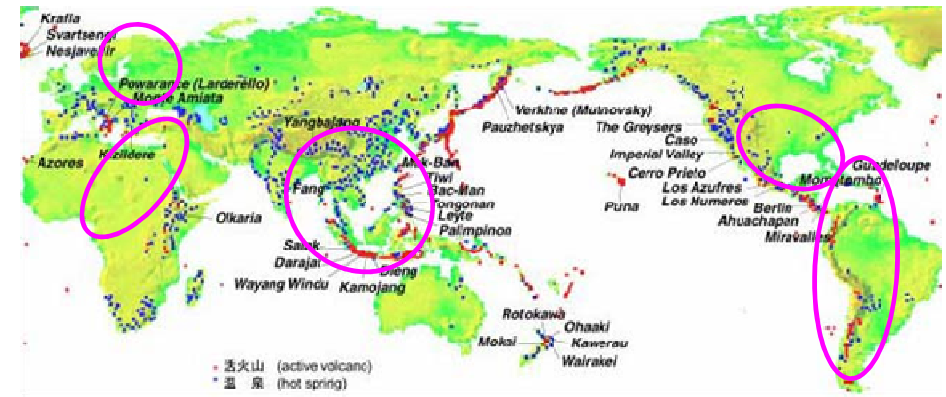 Krafla
Svartsengi
Nesjavellir
Powarance (Larderello)
Monte Amiata
Yangbajang
Verkhne (Mutnovsky)
Pauzhetskya
The Greysers
Caso
Imperial Valley
Azores
Kizildere
Mak-Ban
Tiwi
Bac-Man
Tongonan
Leyte
Palmpinon
Fang
Cerro Prieto
Los Azufres
Los Numeros
Guadeloupe
Momotambo
Puna
Berlin
Ahuachapan
Miravalles
Olkaria
Salak
Darajat
Dieng
Wayang Windu
Kamojang
Rotokawa
Ohaaki
Mokai
Kawerau
Wairakei
活火山 (active volcano)
温 泉 (hot spring)